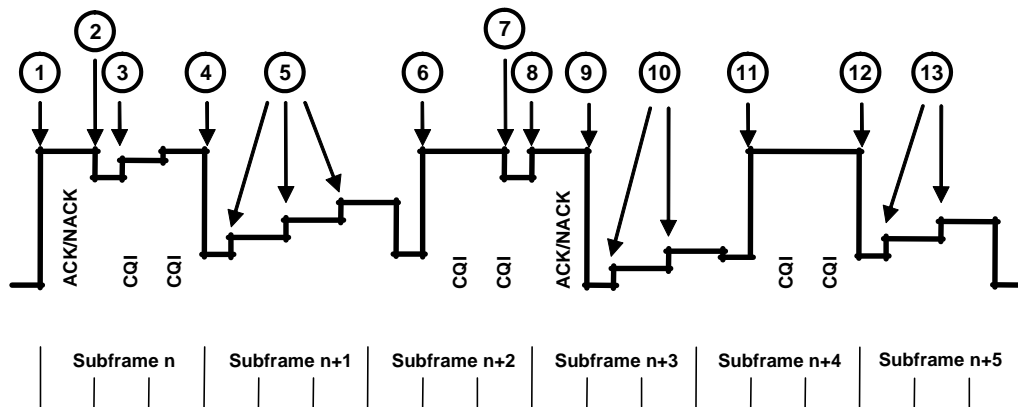 7
2
1
3
4
5
6
8
9
10
11
12
13
ACK/NACK
CQI
CQI
CQI
CQI
ACK/NACK
CQI
CQI
Subframe n
Subframe n+1
Subframe n+2
Subframe n+3
Subframe n+4
Subframe n+5